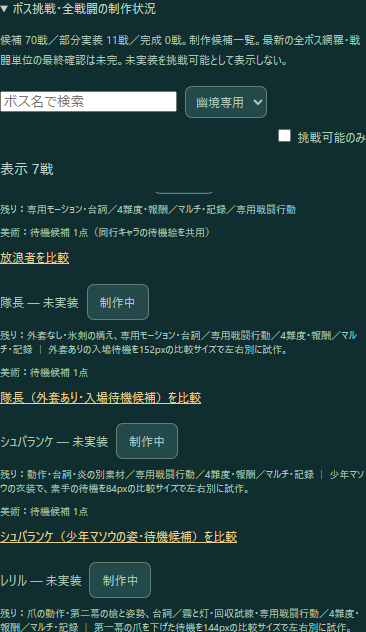 ▼ ボス挑戦・全戦闘の制作状況
候補 70戦／部分実装 11戦／完成 0戦。制作候補一覧。最新の全ボス網羅・戦
闘単位の最終確認は未完。未実装を挑戦可能として表示しない。
ボス名で検索
幽境専用
挑戦可能のみ
表示 7戦
残り：専用モーション・台詞／4難度・報酬／マルチ・記録／専用戦闘行動
美術：待機候補 1点（同行キャラの待機絵を共用）
放浪者を比較
隊長 — 未実装 制作中
残り：外套なし・氷剣の構え、専用モーション・台詞／専用戦闘行動／4難度・報酬／マル
チ・記録 ｜ 外套ありの入場待機を152pxの比較サイズで左右別に試作。
美術：待機候補 1点
隊長（外套あり・入場待機候補）を比較
シュバランケ — 未実装 制作中
残り：動作・台詞・炎の別素材／専用戦闘行動／4難度・報酬／マルチ・記録 ｜ 少年マソ
ウの衣装で、素手の待機を84pxの比較サイズで左右別に試作。
美術：待機候補 1点
シュバランケ（少年マソウの姿・待機候補）を比較
レリル — 未実装 制作中
残り：爪の動作・第二幕の槍と姿勢、台詞／霧と灯・回収試練・専用戦闘行動／4難度・
報酬／マルチ・記録 ｜ 第一幕の爪を下げた待機を144pxの比較サイズで左右別に試作。